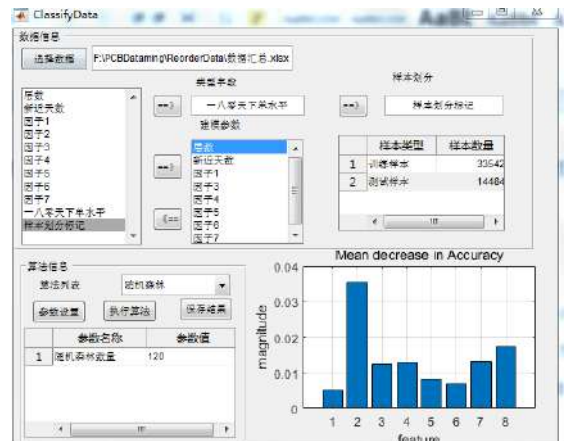 ClassifyData
数据信息
选择数据
F:\PCBDataming\ReorderData\数据汇总.xlsx
层数
新近天数
因子1
因子2
因子3
因子4
因子5
因子6
因子7
一八零天下单水平
样本划分标记
类型字段
==》
一八零天下单水平
建模参数
==》
《==
层数
新近天数
因子1
因子3
因子4
因子5
因子6
因子7
样本划分
==》
样本划分标记
样本类型 样本数量
1 训练样本 33542
2 测试样本 14484
算法信息
算法列表
随机森林
参数设置
执行算法
保存结果
参数名称 参数值
1 随机森林数量 120
Mean decrease in Accuracy
magnitude
0.04
0.03
0.02
0.01
0
1 2 3 4 5 6 7 8
feature